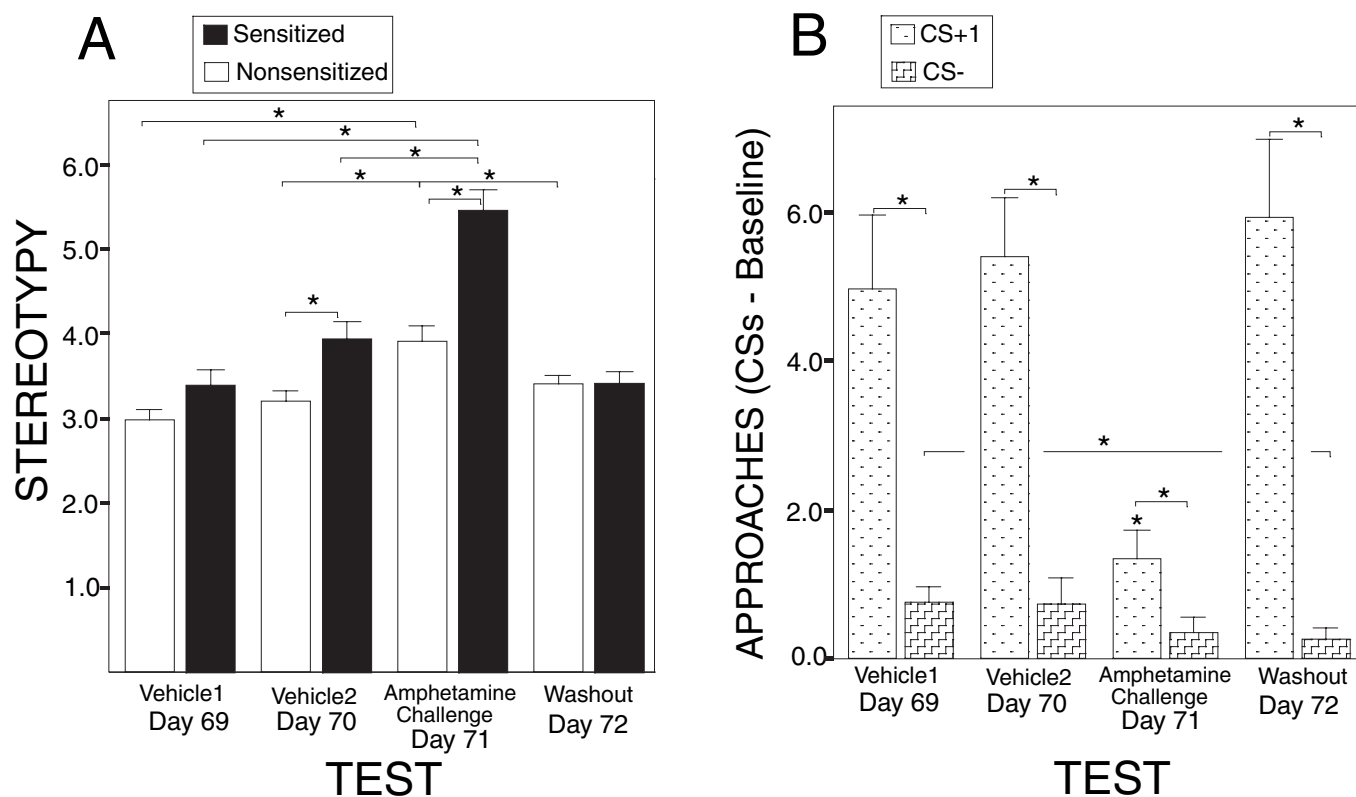 A
Sensitized
Nonsensitized
STEREOTYPY
6.0
5.0
4.0
3.0
2.0
1.0
* * * * * * *
Vehicle1
Day 69
Vehicle2
Day 70
Amphetamine
Challenge
Day 71
Washout
Day 72
TEST
B
CS+1
CS-
APPROACHES (CSs - Baseline)
6.0
4.0
2.0
0.0
* * * * * *
Vehicle1
Day 69
Vehicle2
Day 70
Amphetamine
Challenge
Day 71
Washout
Day 72
TEST